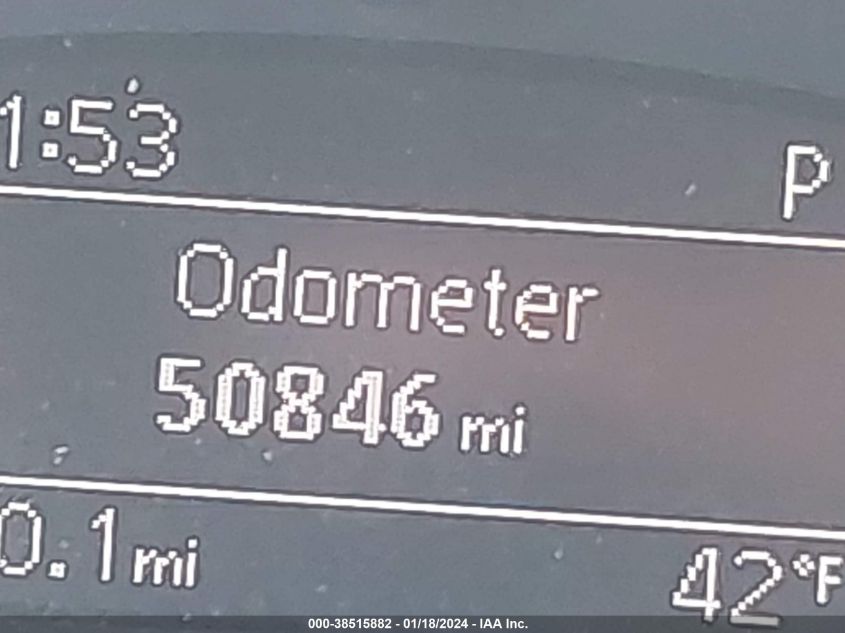 1:53 P
Odometer
50846 mi
0.1 mi 42°F
000-38515882 - 01/18/2024 - IAA Inc.